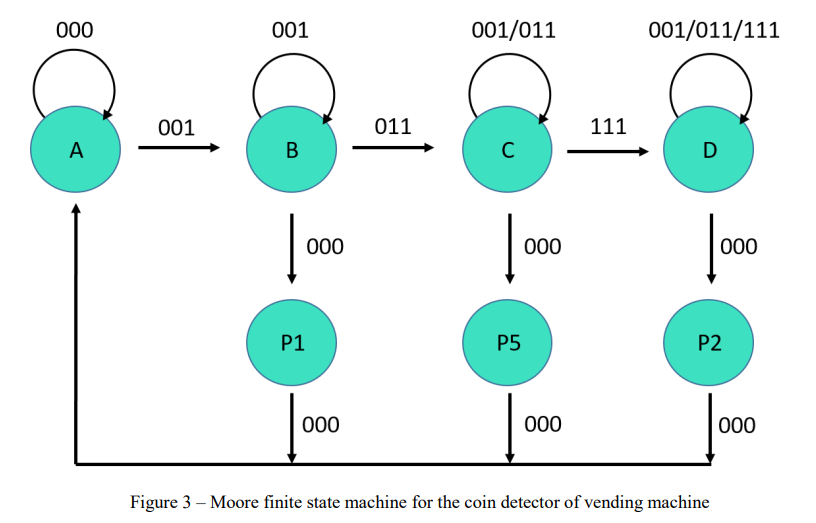 000 001 001/011 001/011/111
A 001 B 011 C 111 D
000 000 000
P1 P5 P2
000 000 000
Figure 3 – Moore finite state machine for the coin detector of vending machine